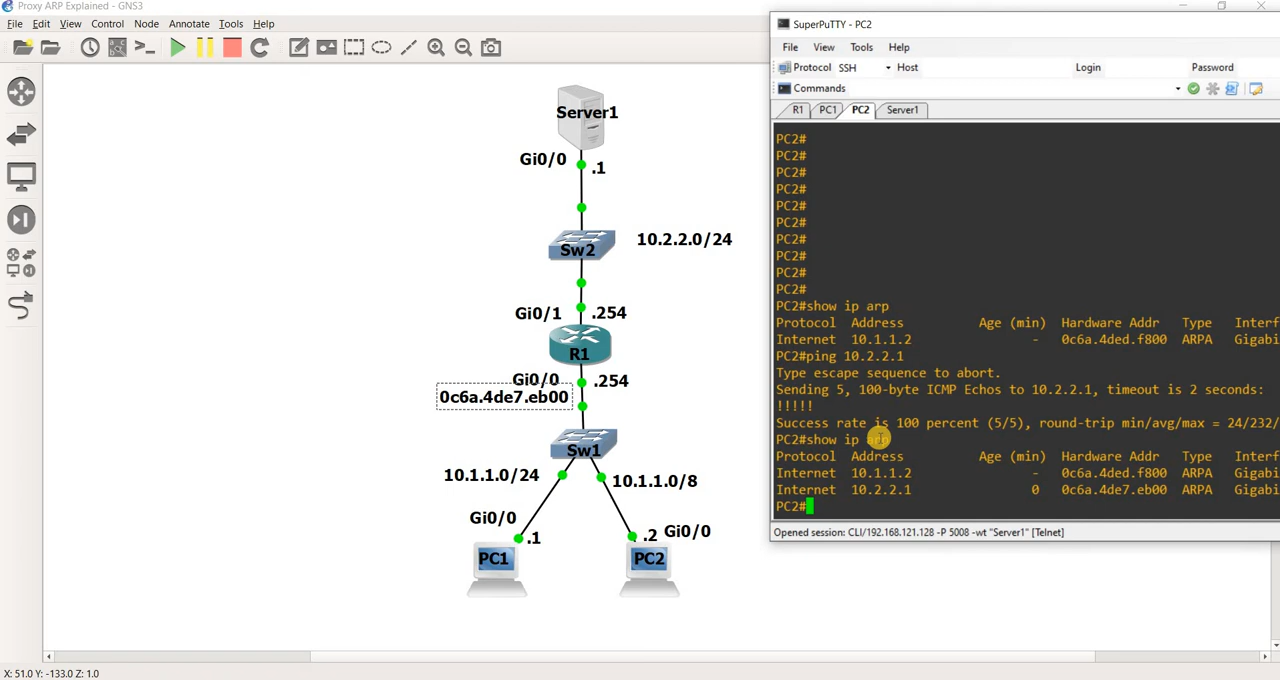 Proxy ARP Explained - GNS3
File Edit View Control Node Annotate Tools Help
Server1
Gi0/0
.1
Sw2
10.2.2.0/24
Gi0/1
.254
R1
Gi0/0
.254
0c6a.4de7.eb00
Sw1
10.1.1.0/24
10.1.1.0/8
Gi0/0
.1
.2 Gi0/0
PC1
PC2
X: 51.0 Y: -133.0 Z: 1.0
SuperPuTTY - PC2
File View Tools Help
Protocol SSH Host Login Password
Commands
R1 PC1 PC2 Server1
PC2#
PC2#
PC2#
PC2#
PC2#
PC2#
PC2#
PC2#
PC2#
PC2#
PC2#show ip arp
Protocol Address Age (min) Hardware Addr Type Interf
Internet 10.1.1.2 - 0c6a.4ded.f800 ARPA Gigabi
PC2#ping 10.2.2.1
Type escape sequence to abort.
Sending 5, 100-byte ICMP Echos to 10.2.2.1, timeout is 2 seconds:
!!!!!
Success rate is 100 percent (5/5), round-trip min/avg/max = 24/232/
PC2#show ip arp
Protocol Address Age (min) Hardware Addr Type Interf
Internet 10.1.1.2 - 0c6a.4ded.f800 ARPA Gigabi
Internet 10.2.2.1 0 0c6a.4de7.eb00 ARPA Gigabi
PC2#
Opened session: CLI/192.168.121.128 -P 5008 -wt "Server1" [Telnet]